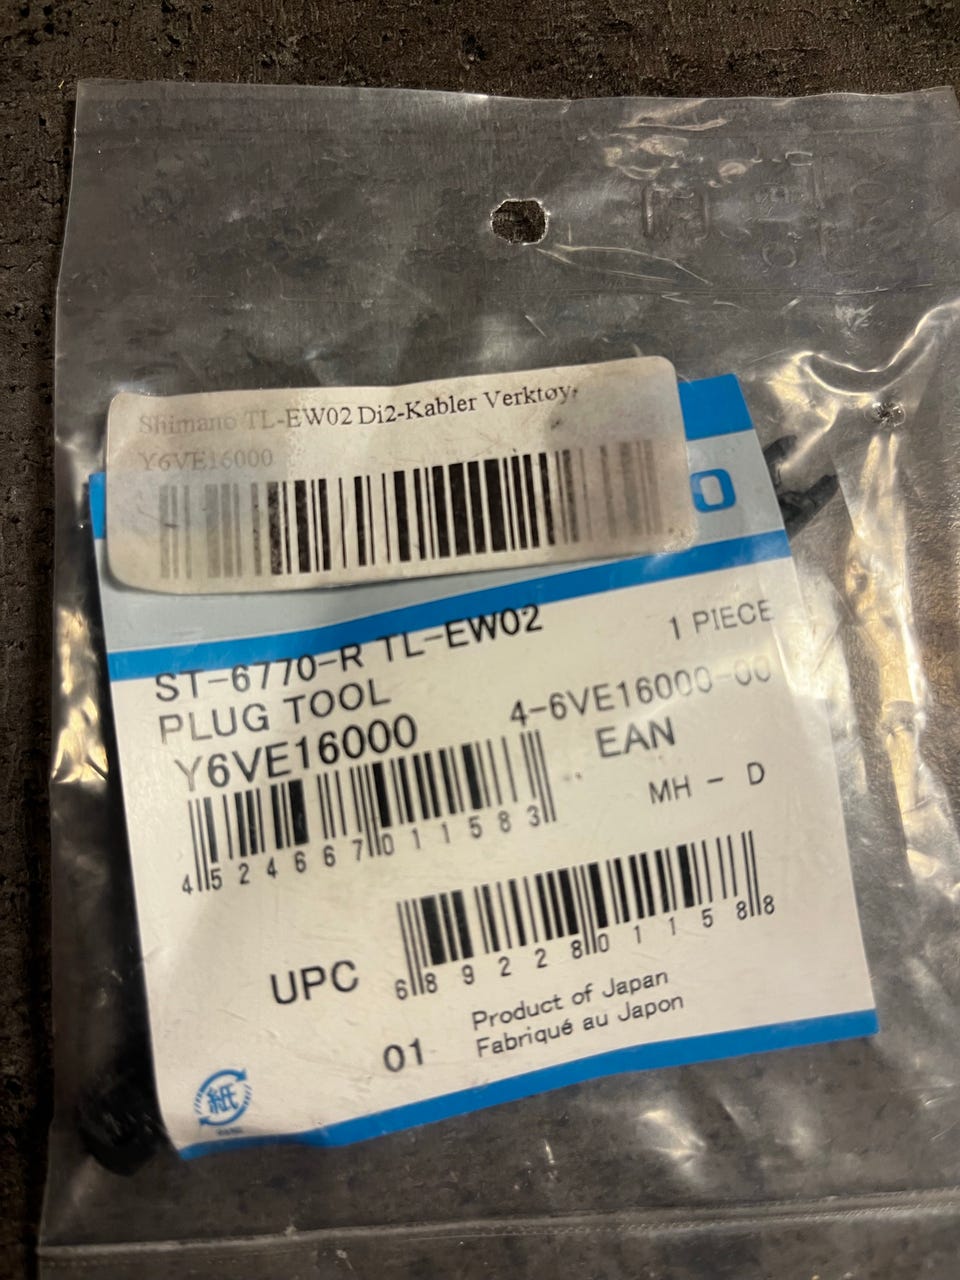 Shimano TL-EW02 Di2-Kabler Verktøy,
Y6VE16000
O
ST-6770-R TL-EW02
1 PIECE
PLUG TOOL
4-6VE16000-00
Y6VE16000
EAN
4 524667 011583
MH - D
UPC
6 89228 01158 8
Product of Japan
Fabriqué au Japon
01
紙